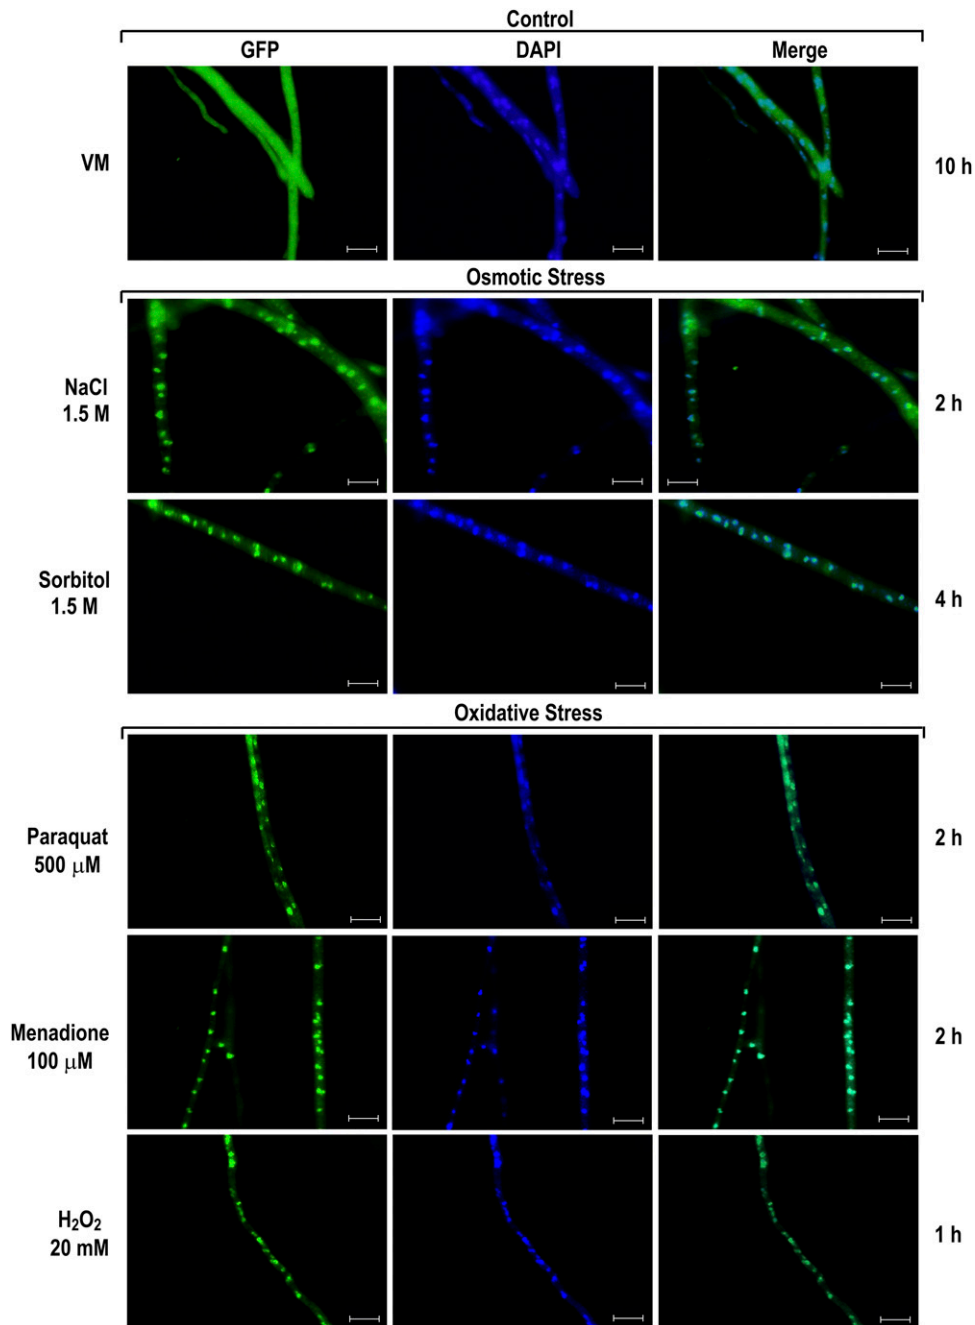 Control
GFP DAPI Merge
VM 10 h
Osmotic Stress
NaCl
1.5 M 2 h
Sorbitol
1.5 M 4 h
Oxidative Stress
Paraquat
500 μM 2 h
Menadione
100 μM 2 h
H₂O₂
20 mM 1 h